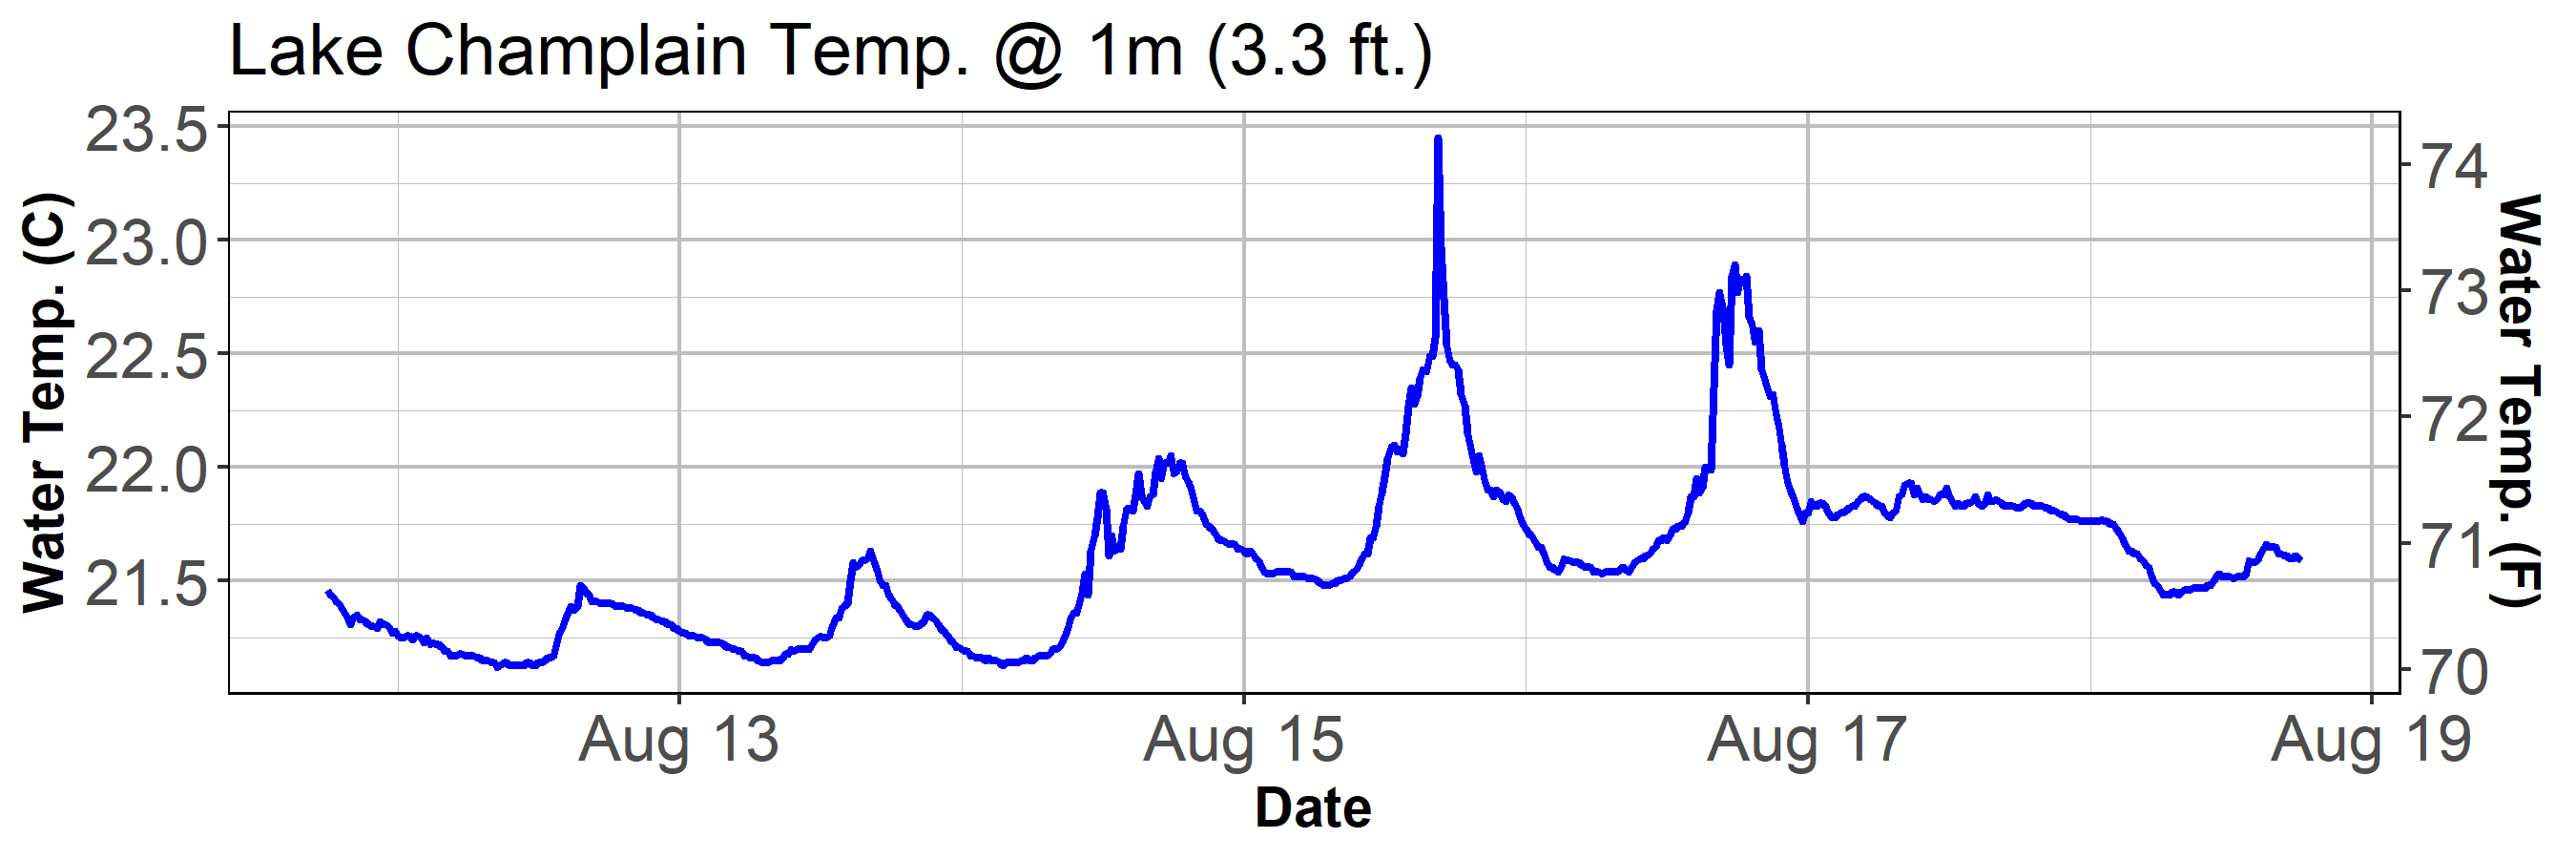 Lake Champlain Temp. @ 1m (3.3 ft.)
Water Temp. (C)
23.5
23.0
22.5
22.0
21.5
74
73
72
71
70
Water Temp. (F)
Aug 13
Aug 15
Aug 17
Aug 19
Date